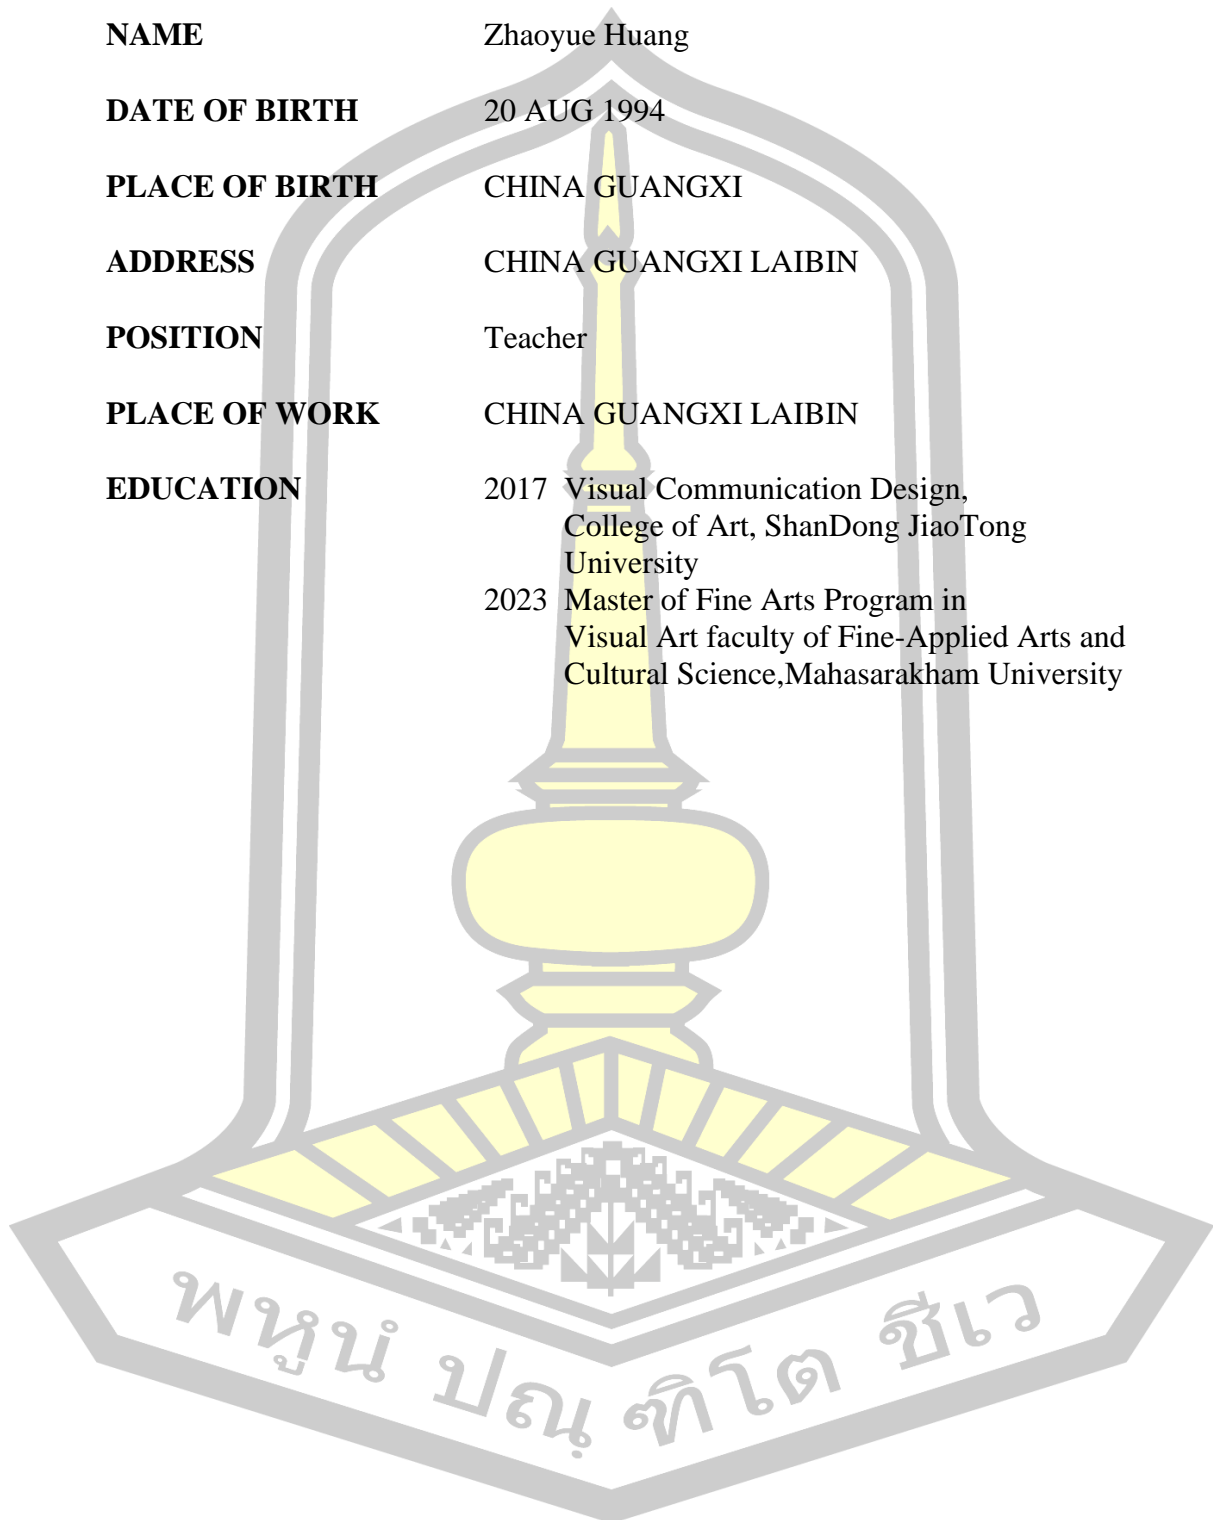 NAME Zhaoyue Huang
DATE OF BIRTH 20 AUG 1994
PLACE OF BIRTH CHINA GUANGXI
ADDRESS CHINA GUANGXI LAIBIN
POSITION Teacher
PLACE OF WORK CHINA GUANGXI LAIBIN
EDUCATION 2017 Visual Communication Design,
College of Art, ShanDong JiaoTong
University
2023 Master of Fine Arts Program in
Visual Art faculty of Fine-Applied Arts and
Cultural Science,Mahasarakham University
พหูนํ ปณฺ ฑิโต ชีเว